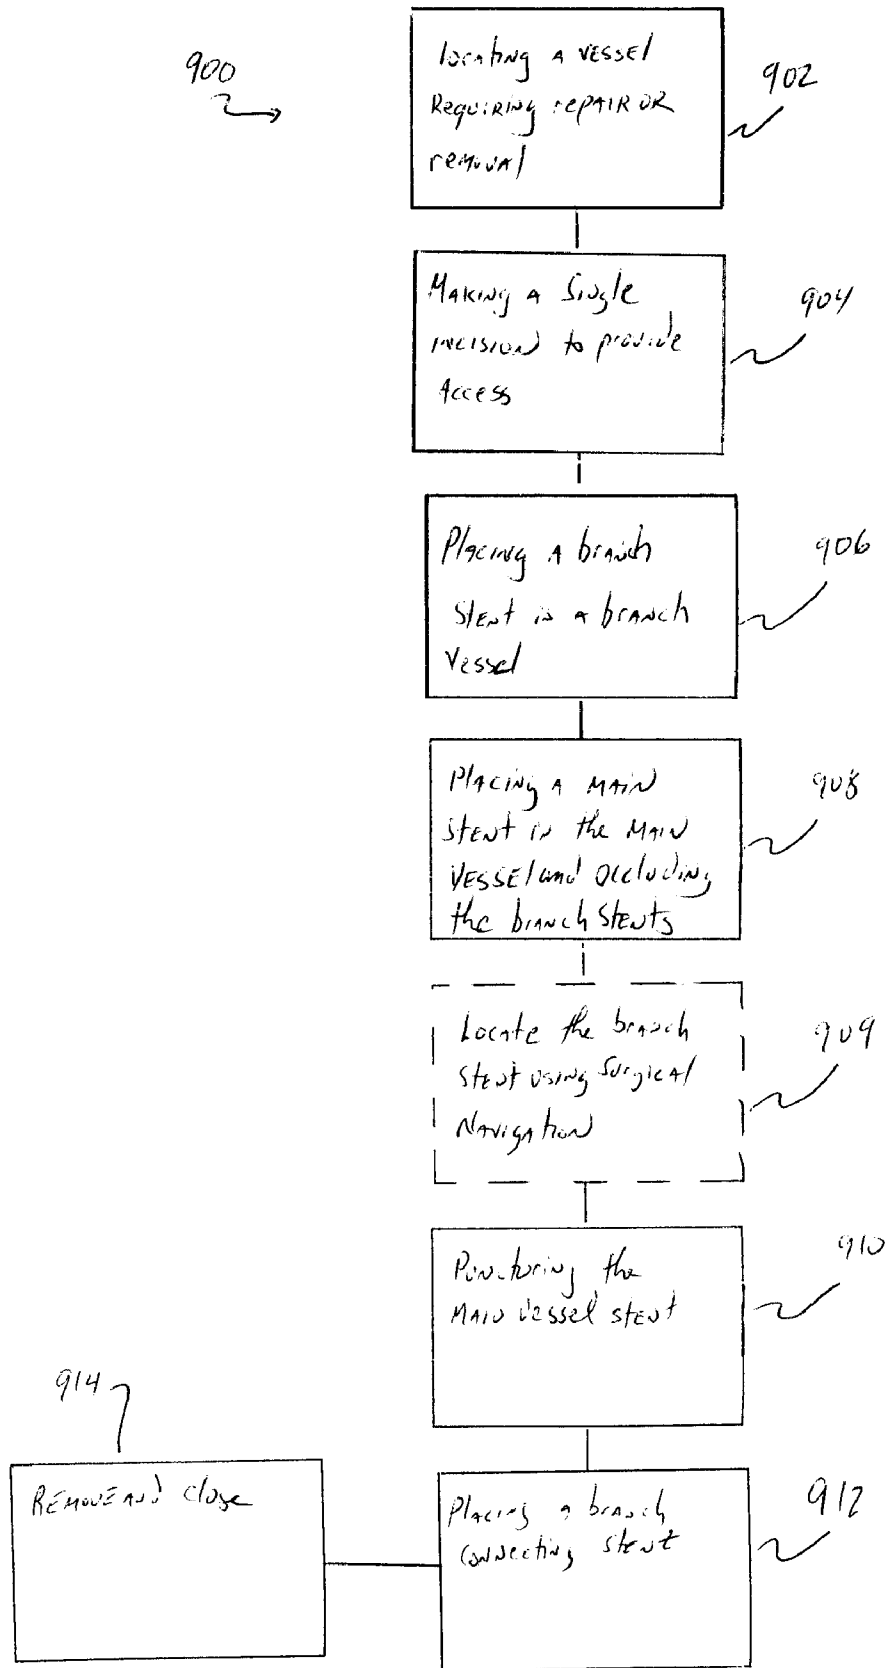 900
locating a vessel
Requiring repair or
removal
902
Making a Single
incision to provide
Access
904
Placing a branch
Stent in a branch
Vessel
906
Placing a main
Stent in the main
Vessel and occluding
the branch Stents
908
Locate the branch
Stent using Surgical
Navigation
909
Puncturing the
Main Vessel stent
910
914
Remove and close
Placing a branch
connecting stent
912